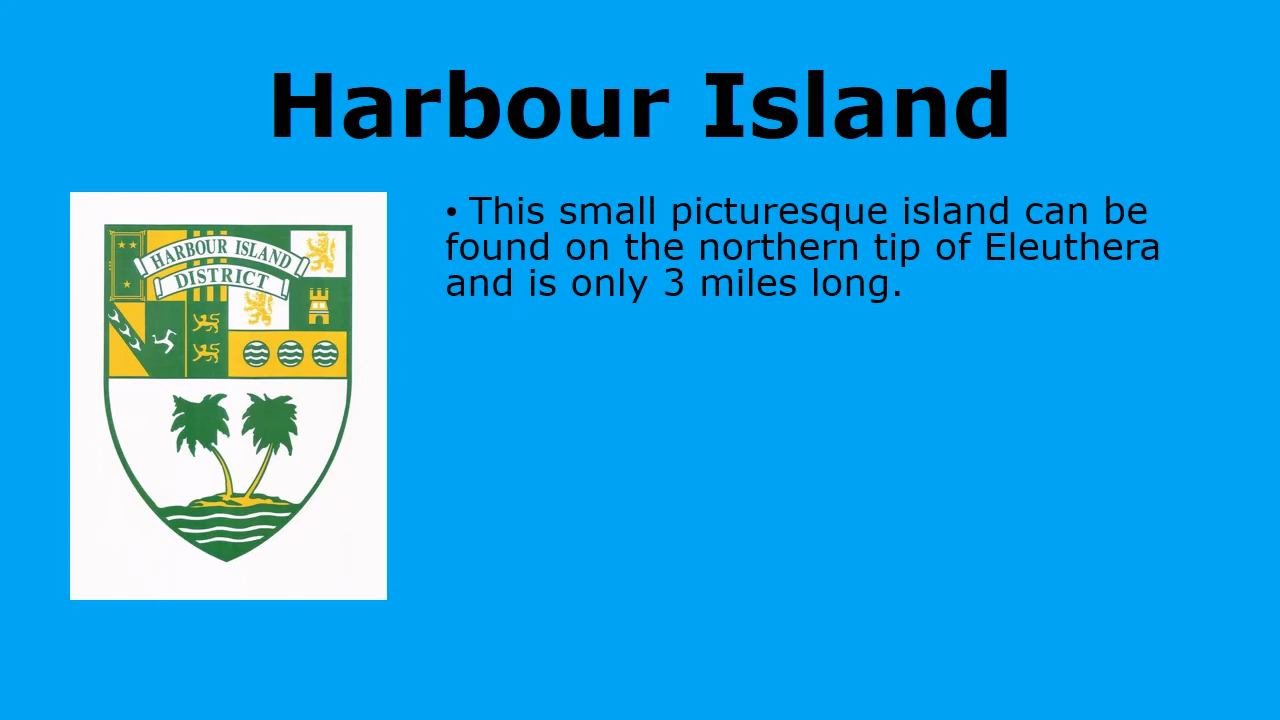 Harbour Island
HARBOUR ISLAND
DISTRICT
• This small picturesque island can be
found on the northern tip of Eleuthera
and is only 3 miles long.